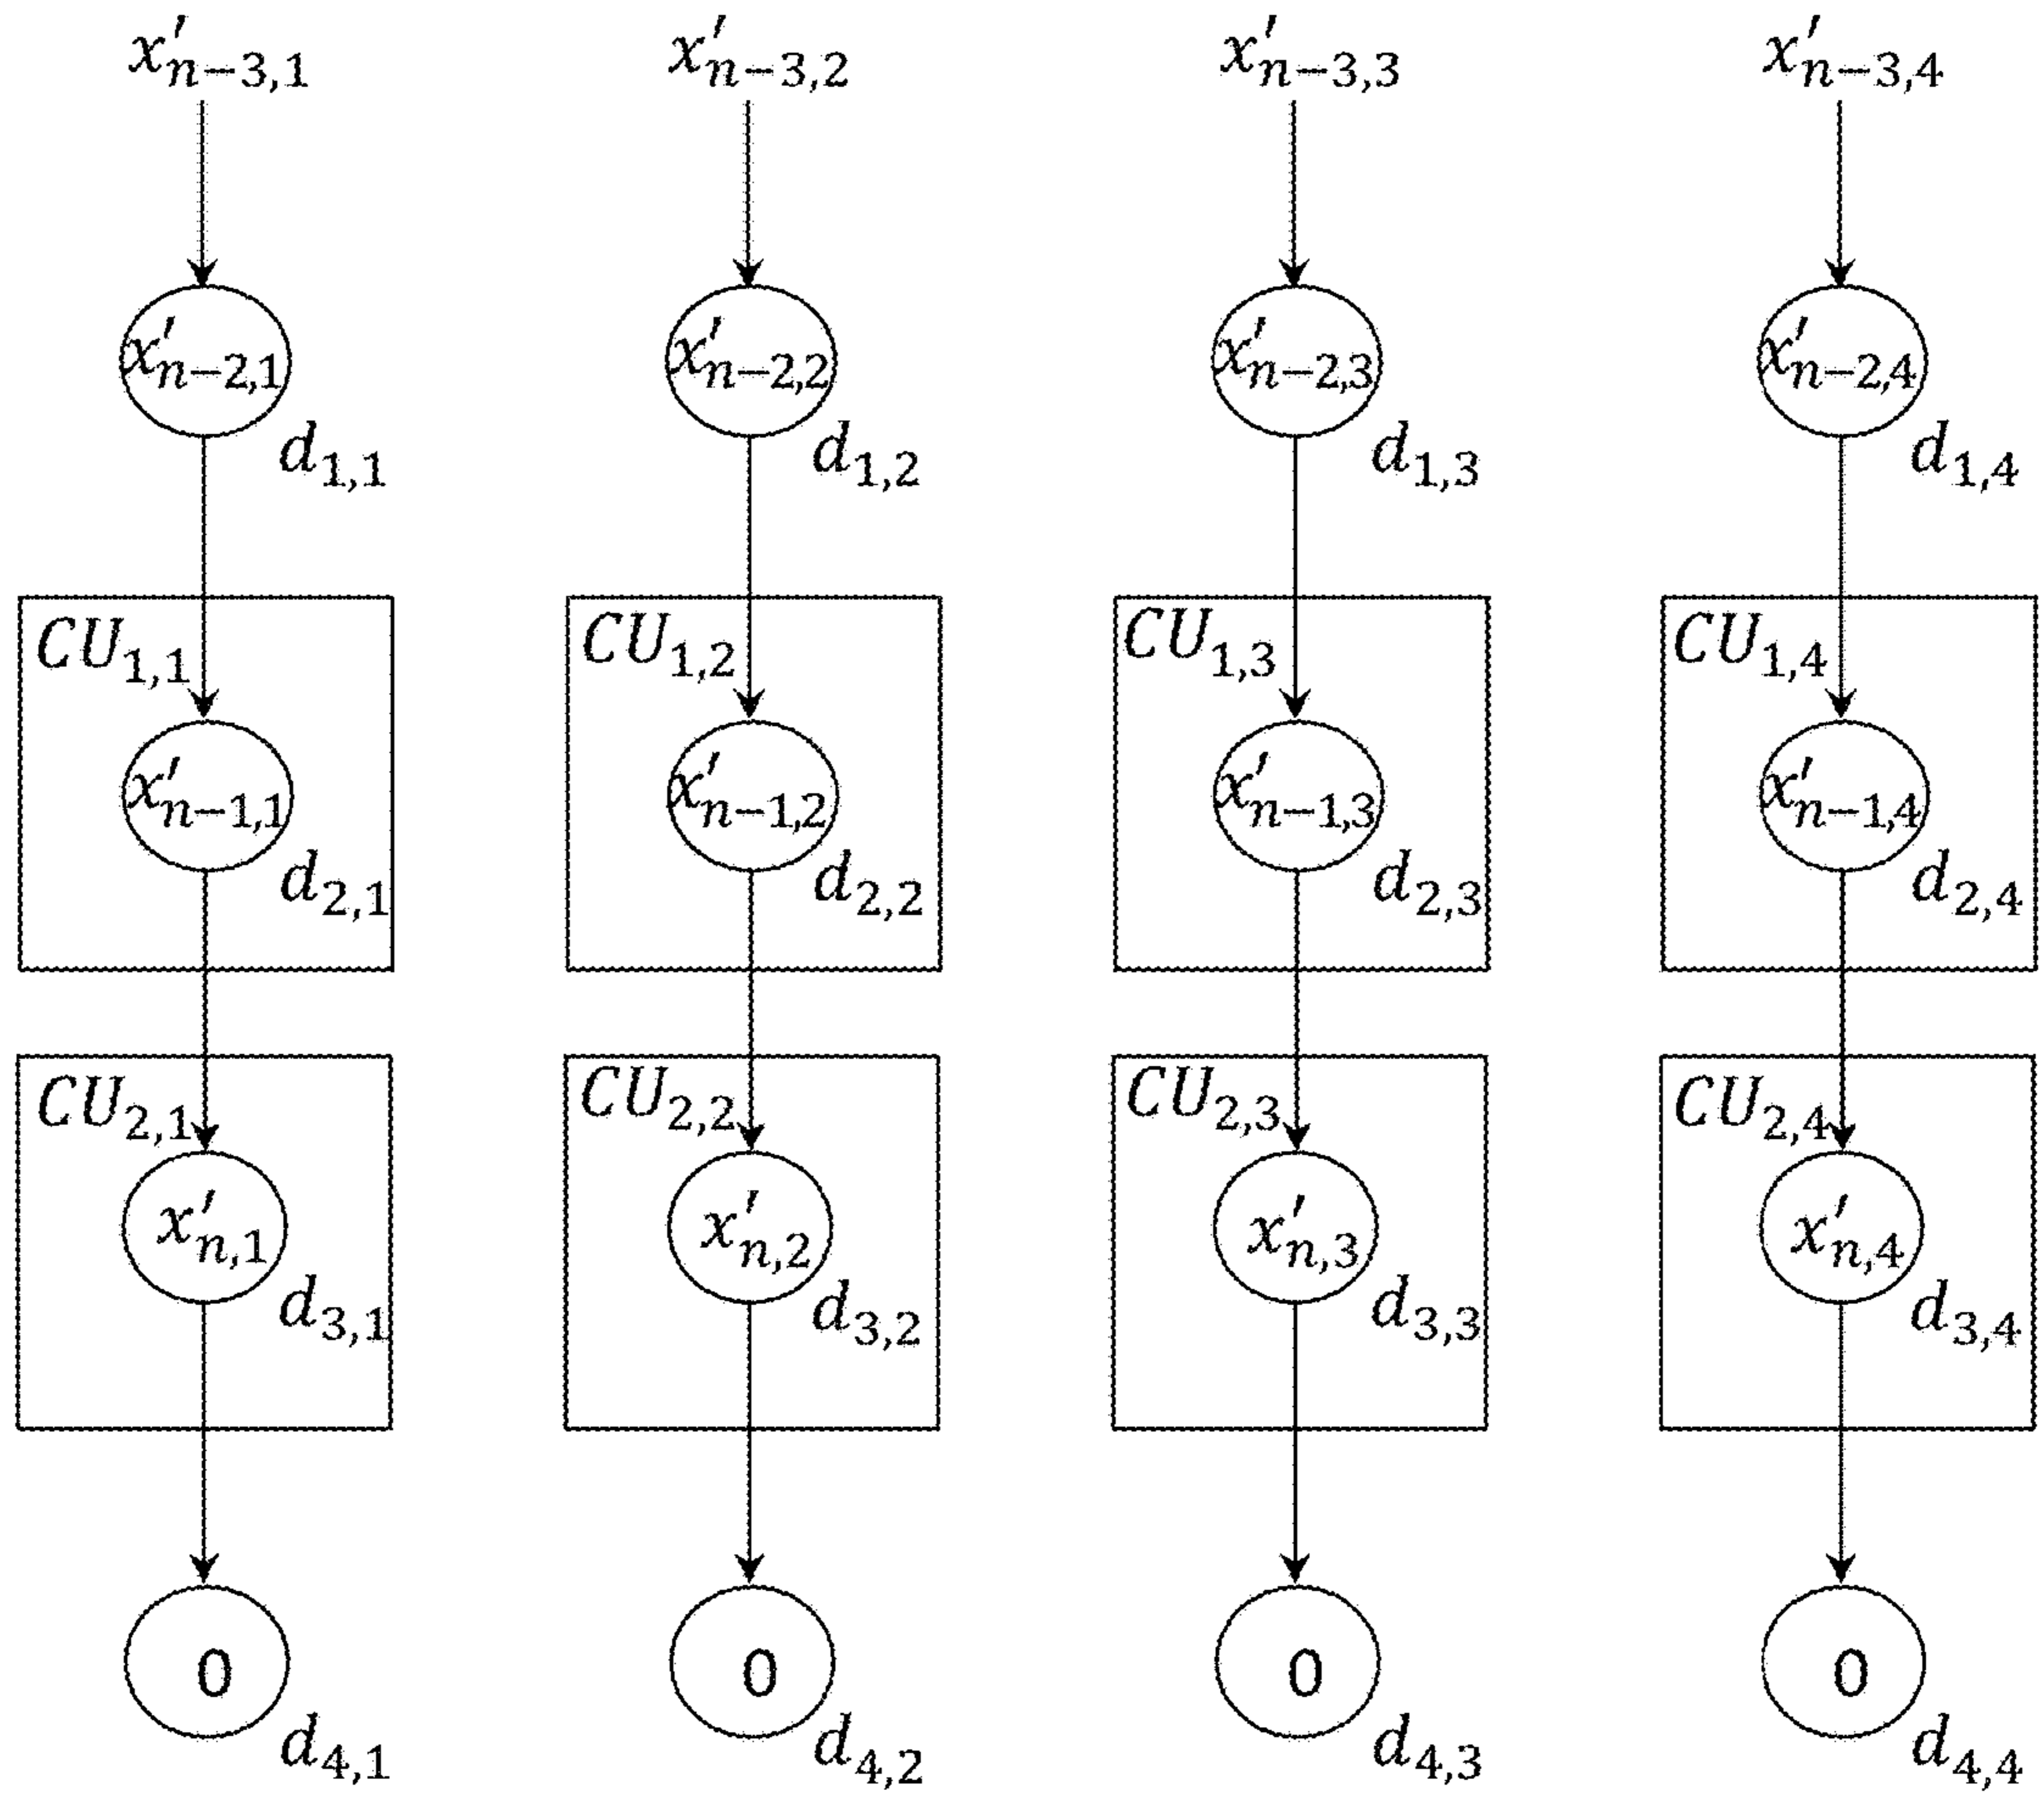 x′n−3,1 x′n−3,2 x′n−3,3 x′n−3,4
x′n−2,1 x′n−2,2 x′n−2,3 x′n−2,4
d1,1 d1,2 d1,3 d1,4
CU1,1 CU1,2 CU1,3 CU1,4
x′n−1,1 x′n−1,2 x′n−1,3 x′n−1,4
d2,1 d2,2 d2,3 d2,4
CU2,1 CU2,2 CU2,3 CU2,4
x′n,1 x′n,2 x′n,3 x′n,4
d3,1 d3,2 d3,3 d3,4
0 0 0 0
d4,1 d4,2 d4,3 d4,4